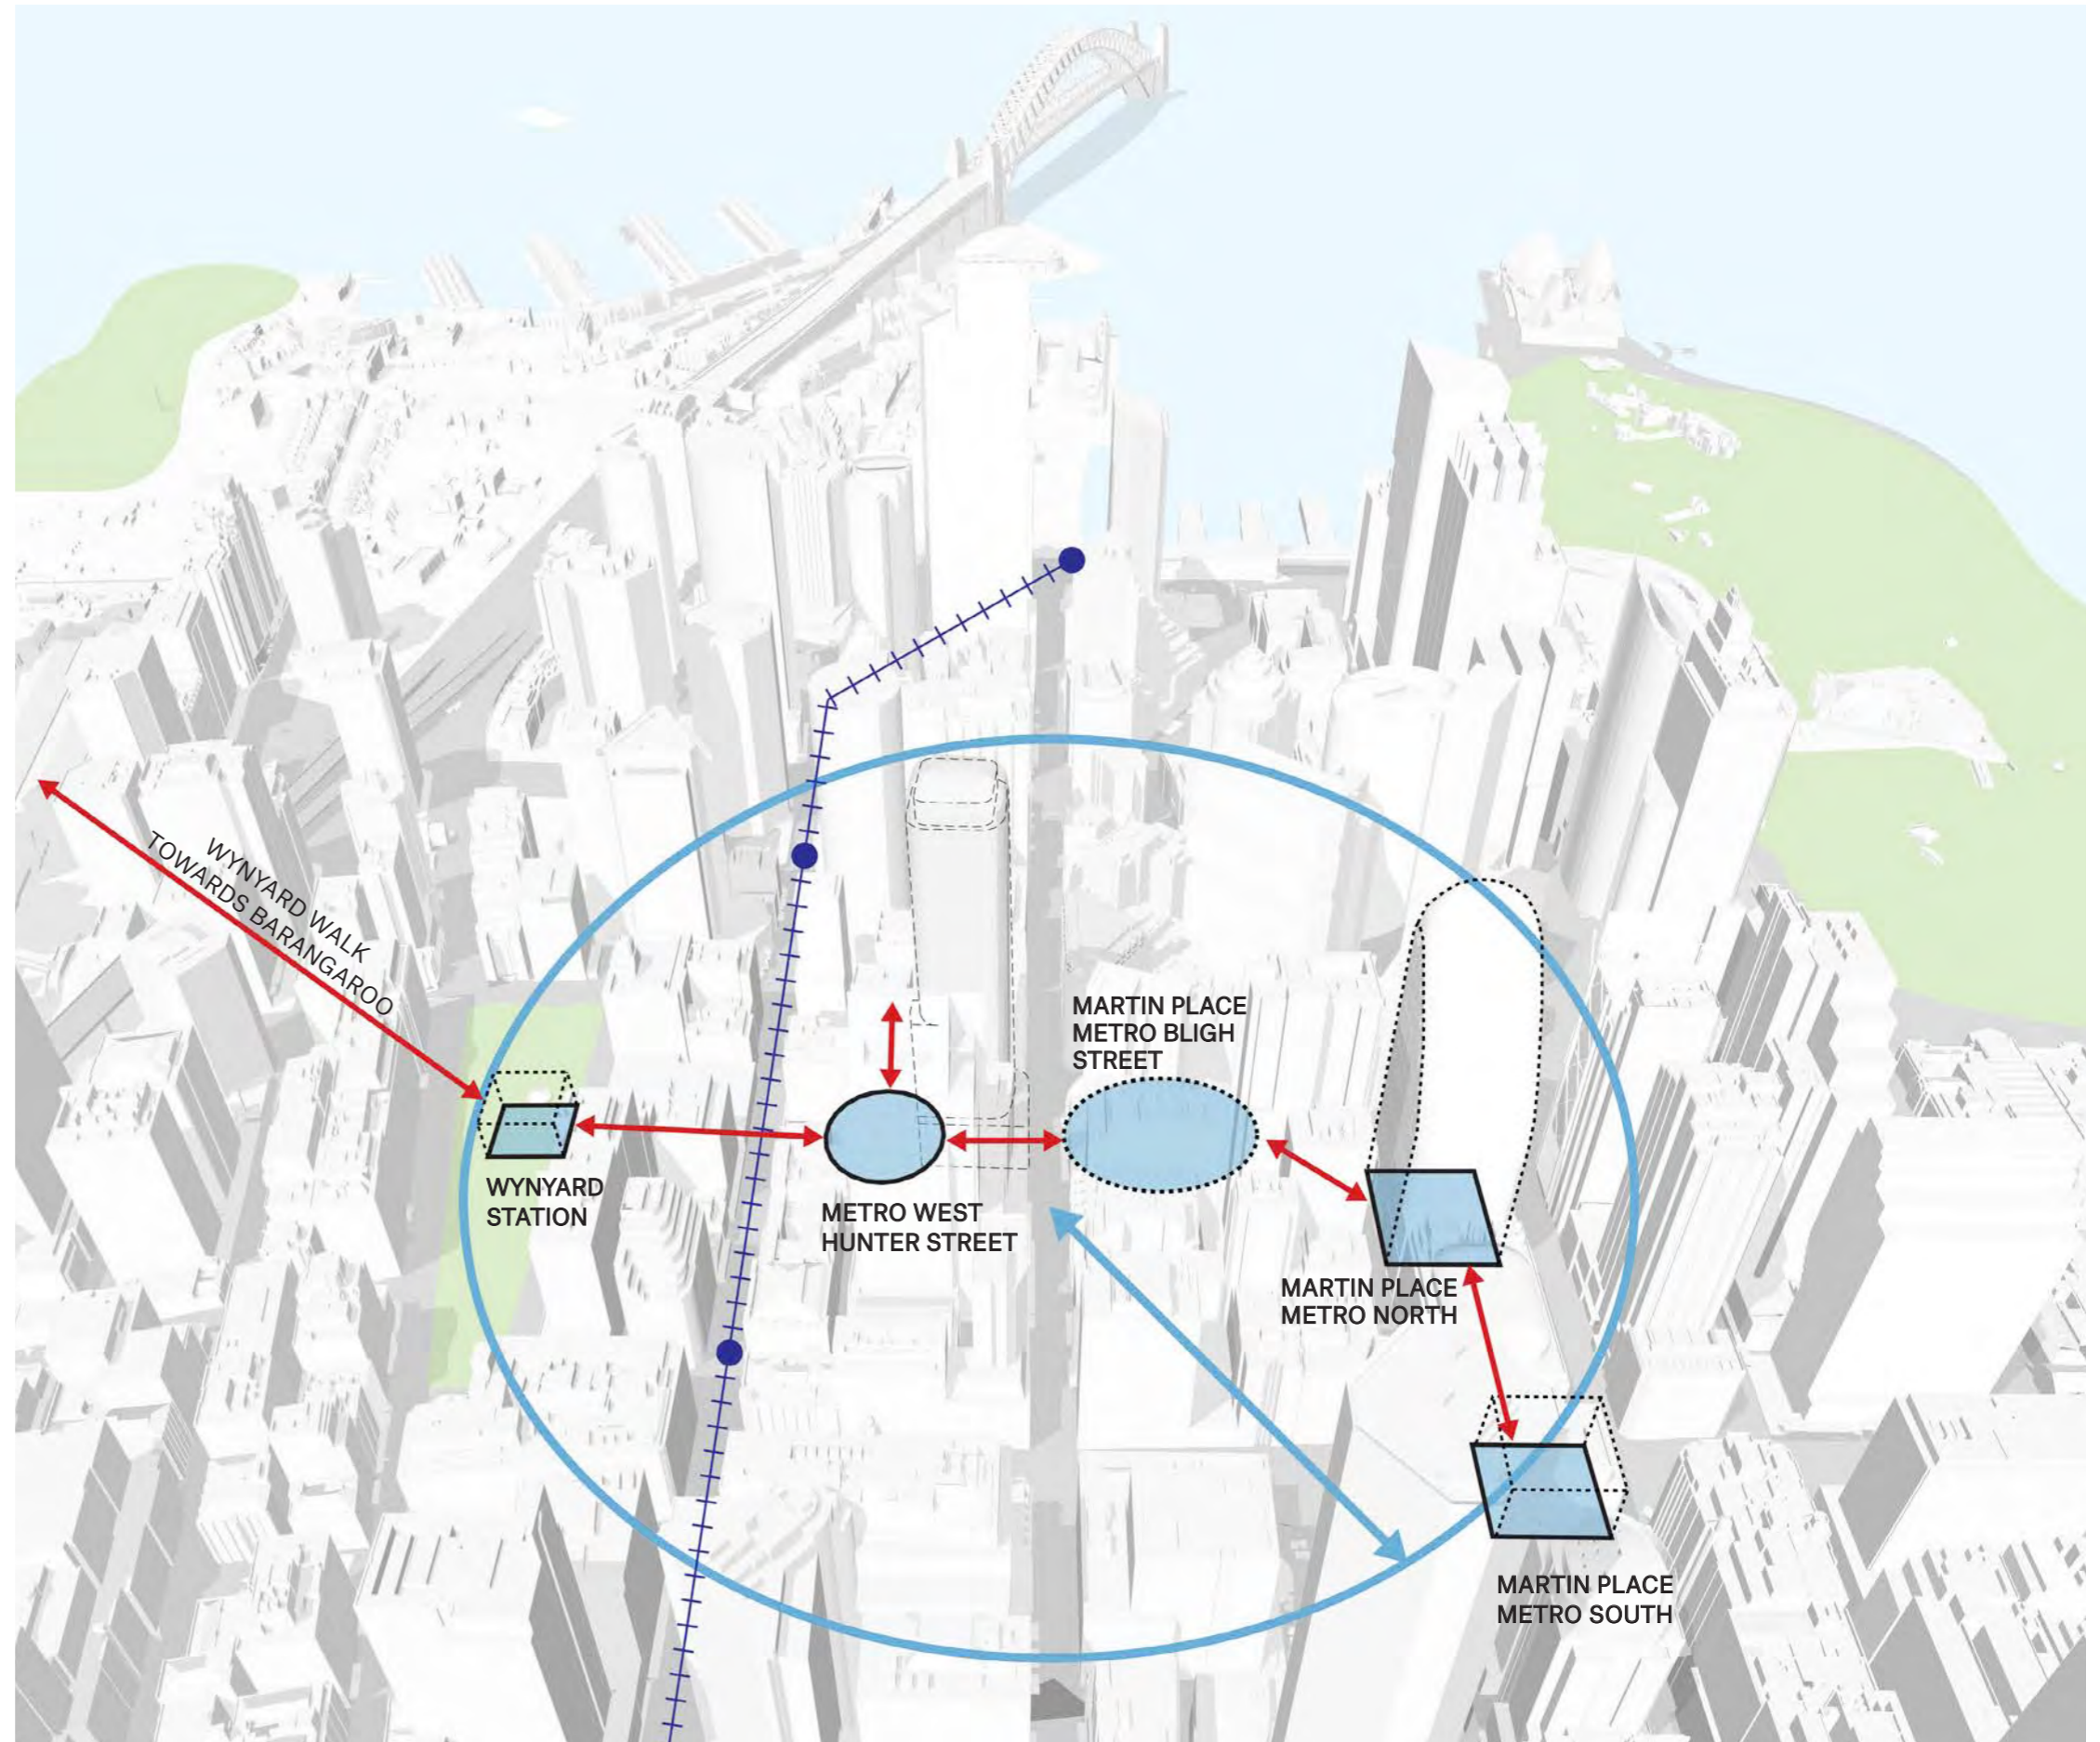 WYNYARD WALK
TOWARDS BARANGAROO
MARTIN PLACE
METRO BLIGH
STREET
WYNYARD
STATION
METRO WEST
HUNTER STREET
MARTIN PLACE
METRO NORTH
MARTIN PLACE
METRO SOUTH